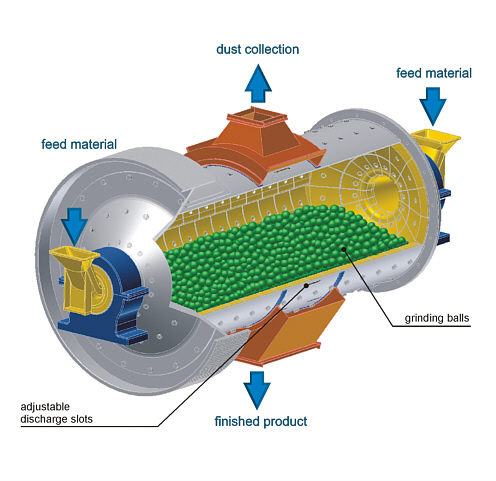 dust collection
feed material
feed material
grinding balls
adjustable
discharge slots
finished product